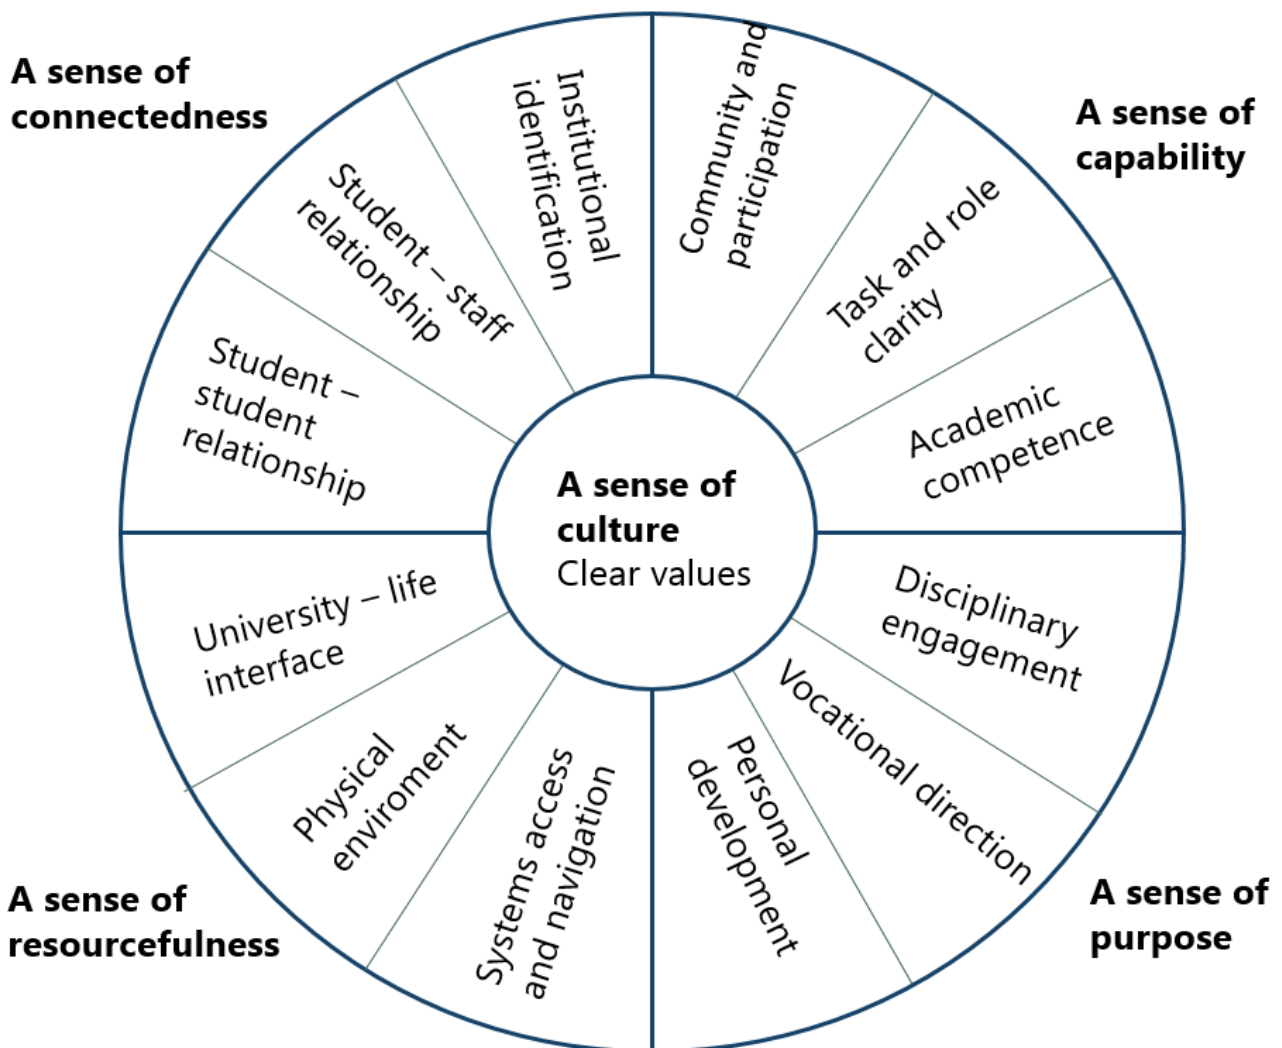 A sense of
connectedness
Institutional
identification
Student – staff
relationship
Student –
student
relationship
A sense of
capability
Community and
participation
Task and role
clarity
Academic
competence
A sense of
culture
Clear values
University – life
interface
Physical
enviroment
Systems access
and navigation
A sense of
resourcefulness
Disciplinary
engagement
Vocational direction
Personal
development
A sense of
purpose